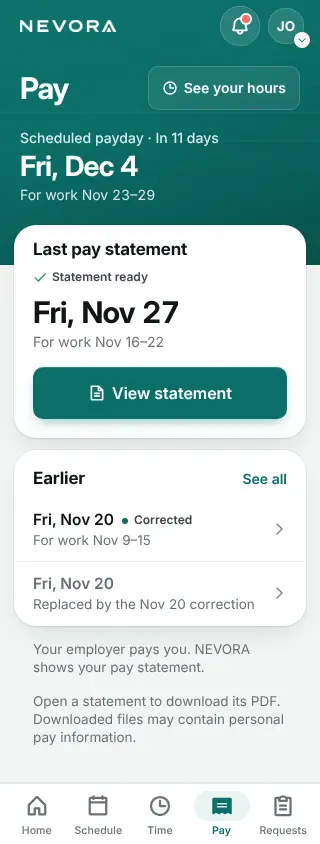 NEVORA
JO
Pay
See your hours
Scheduled payday · In 11 days
Fri, Dec 4
For work Nov 23–29
Last pay statement
Statement ready
Fri, Nov 27
For work Nov 16–22
View statement
Earlier
See all
Fri, Nov 20 • Corrected
For work Nov 9–15
Fri, Nov 20
Replaced by the Nov 20 correction
Your employer pays you. NEVORA
shows your pay statement.
Open a statement to download its PDF.
Downloaded files may contain personal
pay information.
Home
Schedule
Time
Pay
Requests